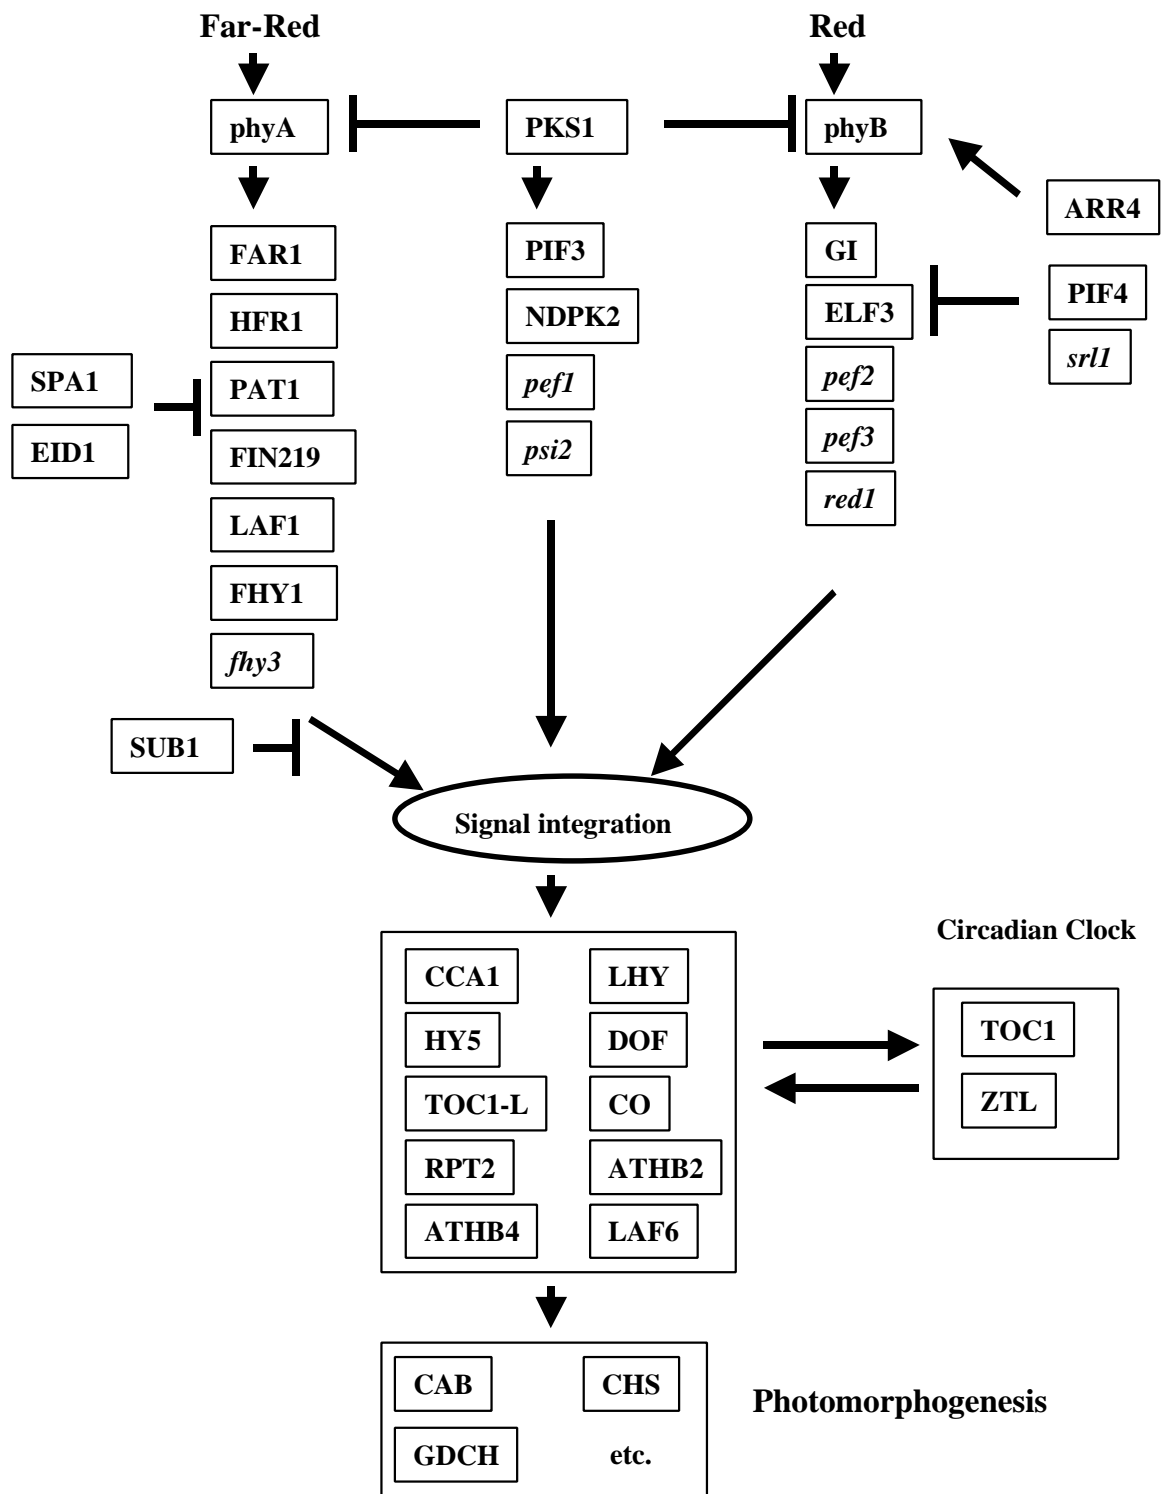 Far-Red
Red
phyA
PKS1
phyB
ARR4
FAR1
PIF3
GI
PIF4
HFR1
NDPK2
ELF3
srl1
SPA1
PAT1
pef1
pef2
EID1
FIN219
psi2
pef3
LAF1
red1
FHY1
fhy3
SUB1
Signal integration
Circadian Clock
CCA1
LHY
TOC1
HY5
DOF
ZTL
TOC1-L
CO
RPT2
ATHB2
ATHB4
LAF6
CAB
CHS
Photomorphogenesis
GDCH
etc.